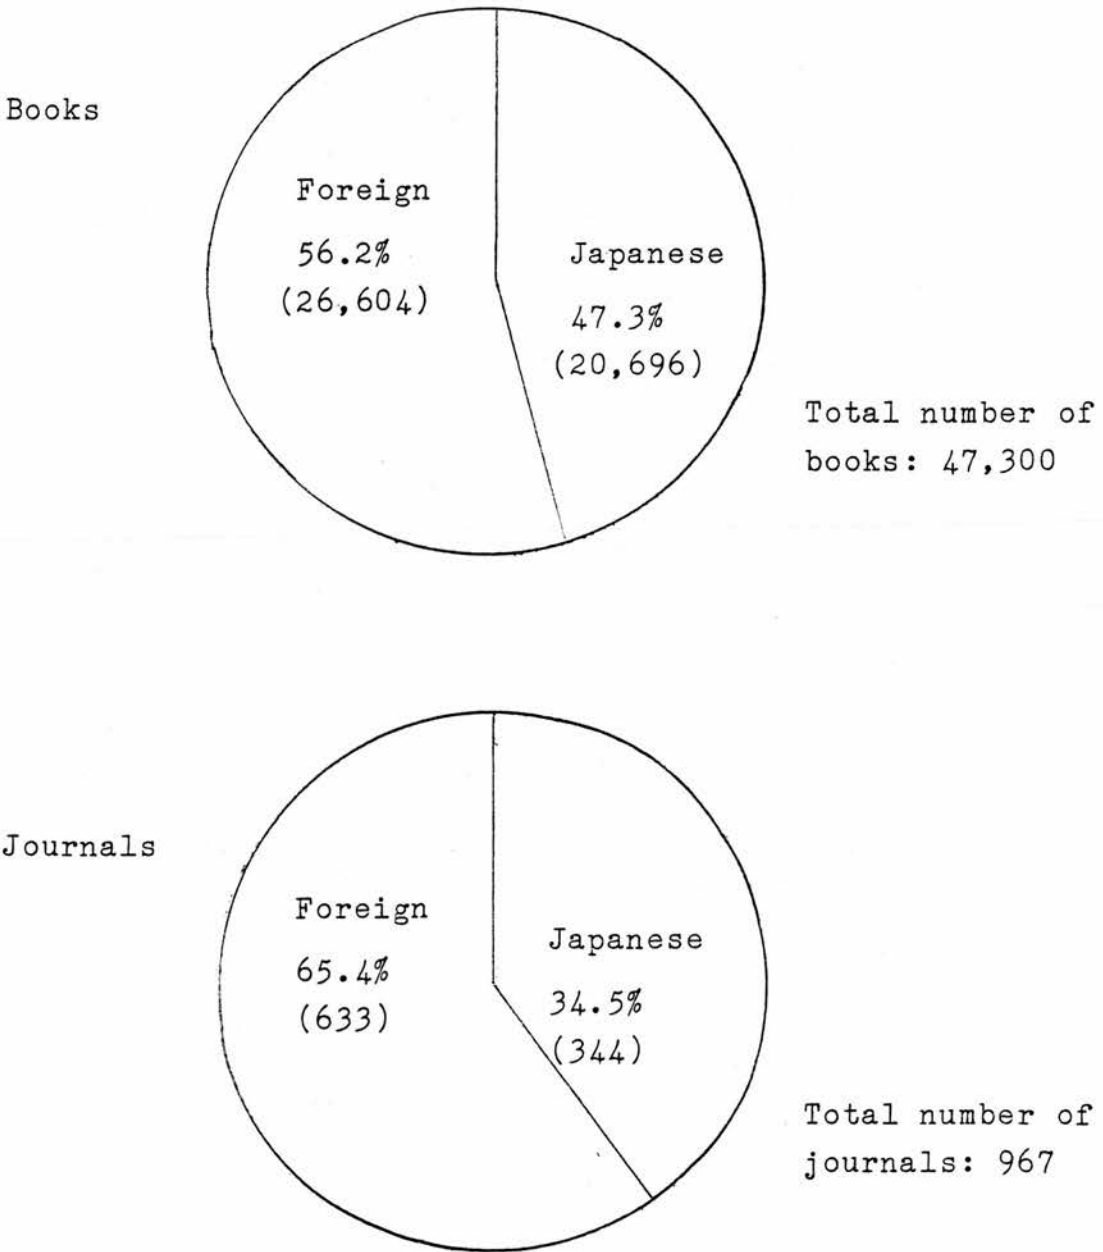 Books
Foreign
56.2%
(26,604)
Japanese
47.3%
(20,696)
Total number of
books: 47,300
Journals
Foreign
65.4%
(633)
Japanese
34.5%
(344)
Total number of
journals: 967